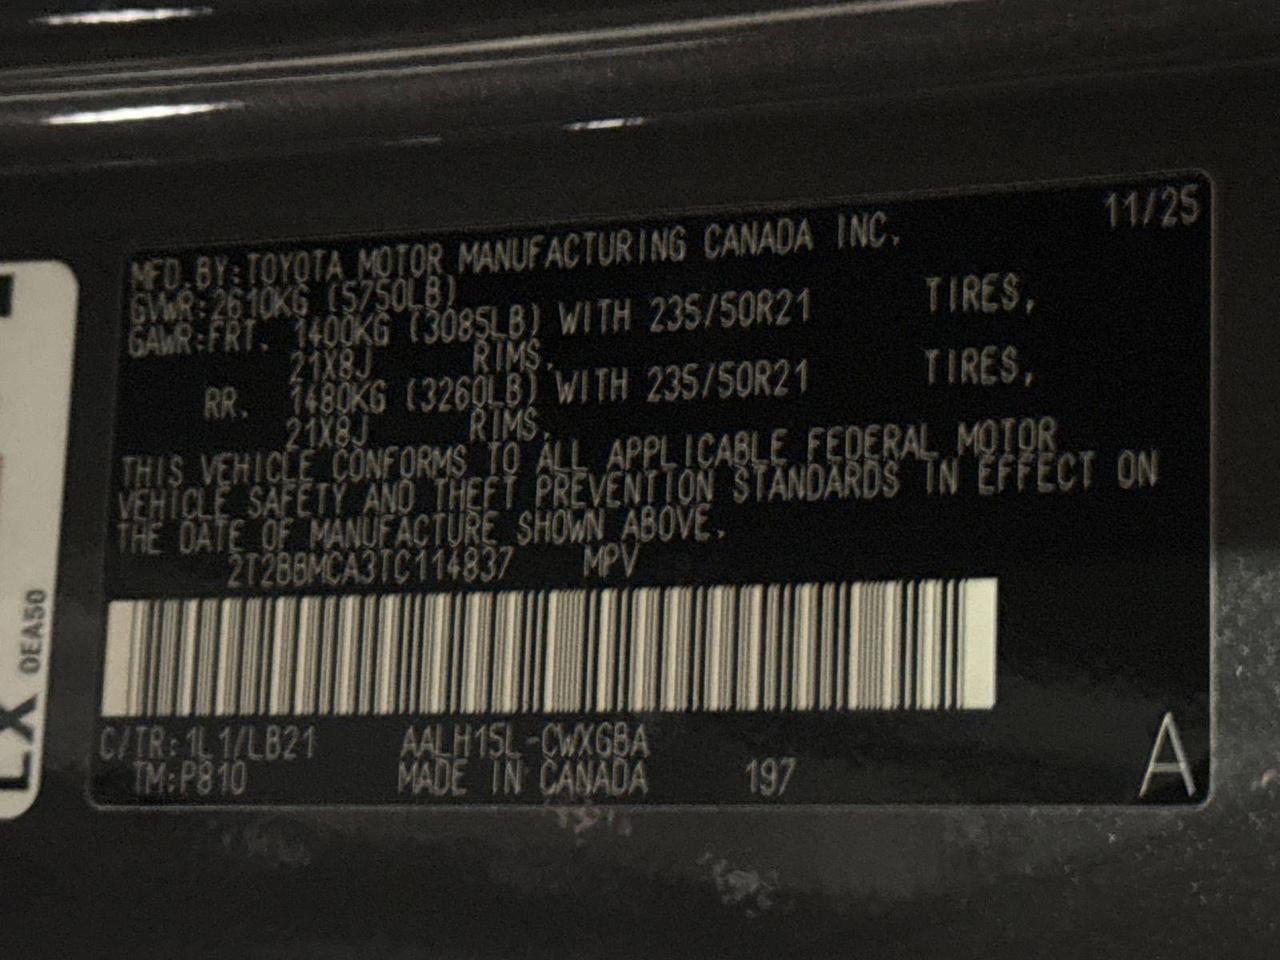 11/25
MFD.BY:TOYOTA MOTOR MANUFACTURING CANADA INC.
GVWR:2610KG (5750LB)
GAWR:FRT. 1400KG (3085LB) WITH 235/50R21 TIRES,
21X8J RIMS.
RR. 1480KG (3260LB) WITH 235/50R21 TIRES,
21X8J RIMS.
THIS VEHICLE CONFORMS TO ALL APPLICABLE FEDERAL MOTOR
VEHICLE SAFETY AND THEFT PREVENTION STANDARDS IN EFFECT ON
THE DATE OF MANUFACTURE SHOWN ABOVE.
2T2BBMCA3TC114837 MPV
C/TR:1L1/LB21 AALH15L-CWXGBA
TM:P810 MADE IN CANADA 197
A
0EA50